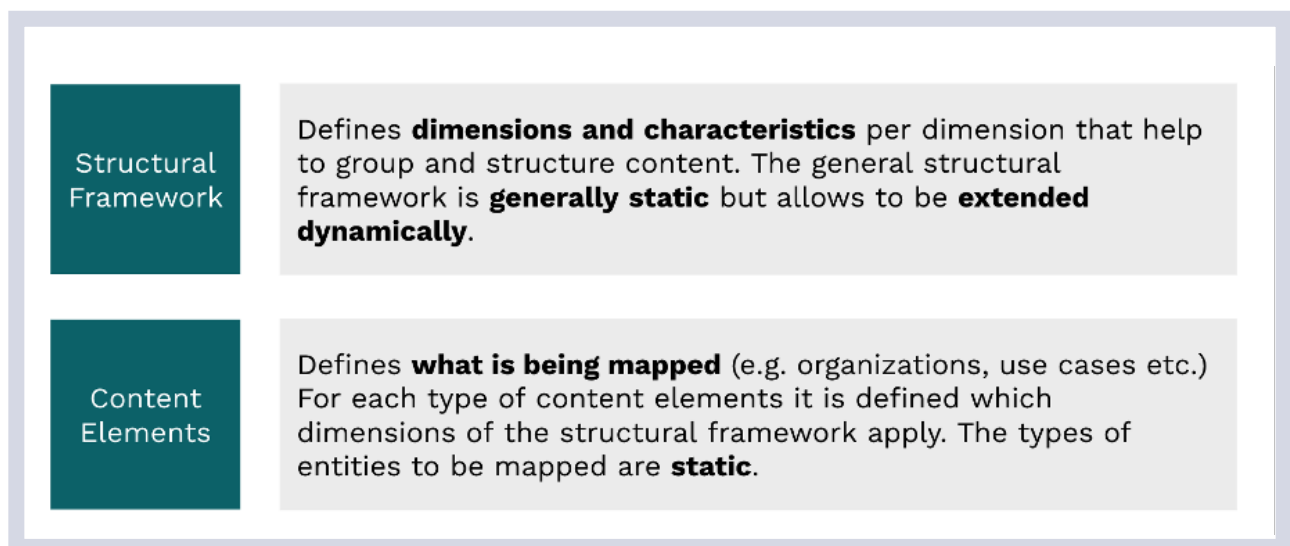 Structural
Framework
Defines dimensions and characteristics per dimension that help
to group and structure content. The general structural
framework is generally static but allows to be extended
dynamically.
Content
Elements
Defines what is being mapped (e.g. organizations, use cases etc.)
For each type of content elements it is defined which
dimensions of the structural framework apply. The types of
entities to be mapped are static.